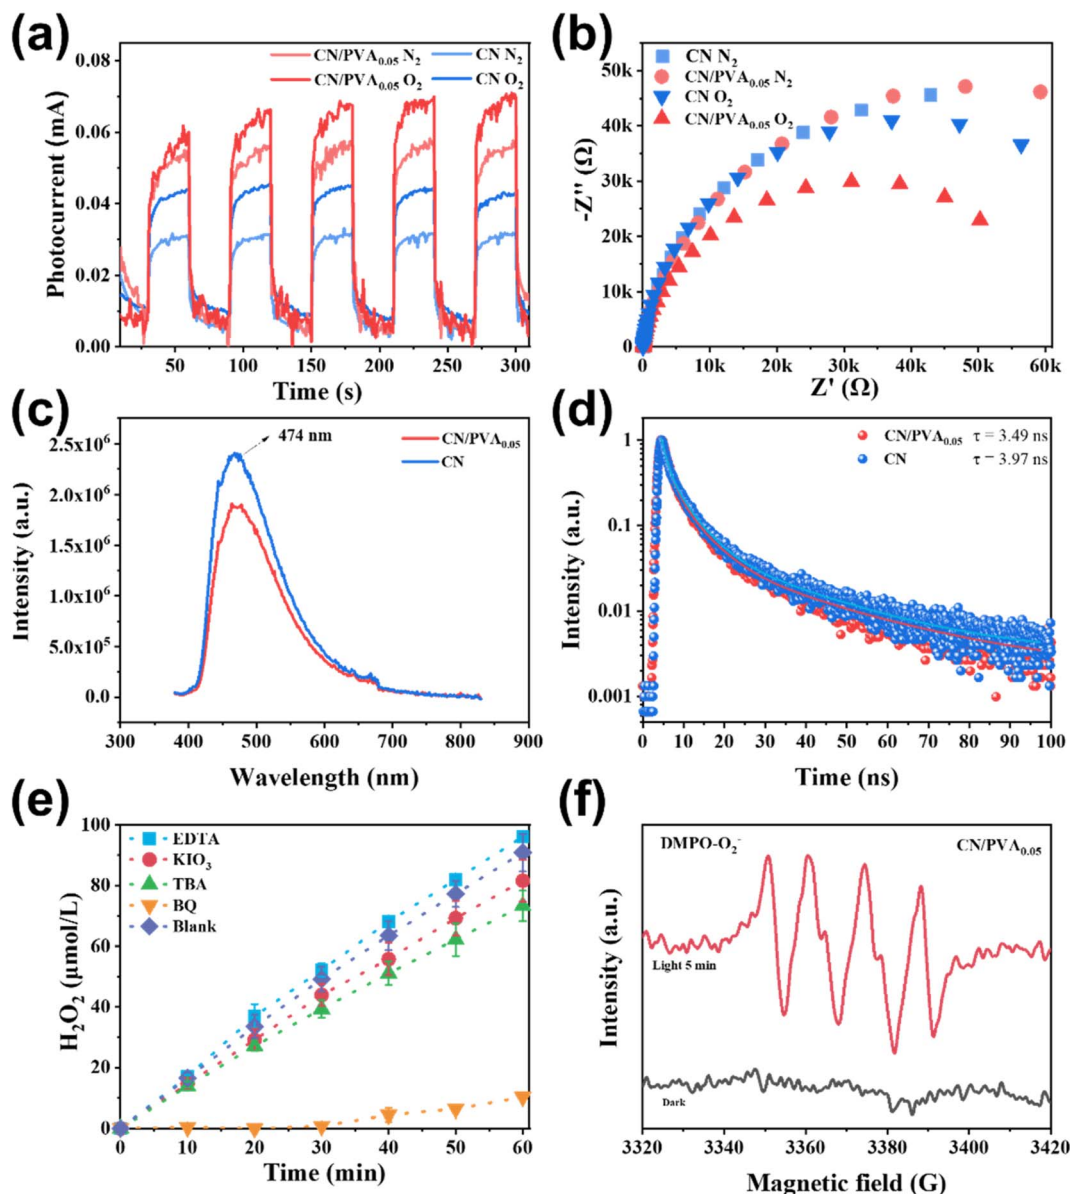 (a)
CN/PVA0.05 N2 CN N2
CN/PVA0.05 O2 CN O2
Photocurrent (mA)
0.08
0.06
0.04
0.02
0.00
50 100 150 200 250 300
Time (s)
(b)
CN N2
CN/PVA0.05 N2
CN O2
CN/PVA0.05 O2
-Z'' (Ω)
50k
40k
30k
20k
10k
0
0 10k 20k 30k 40k 50k 60k
Z' (Ω)
(c)
474 nm
CN/PVA0.05
CN
Intensity (a.u.)
2.5x10^6
2.0x10^6
1.5x10^6
1.0x10^6
5.0x10^5
0.0
300 400 500 600 700 800 900
Wavelength (nm)
(d)
CN/PVA0.05 τ = 3.49 ns
CN τ = 3.97 ns
Intensity (a.u.)
1
0.1
0.01
0.001
0 10 20 30 40 50 60 70 80 90 100
Time (ns)
(e)
EDTA
KIO3
TBA
BQ
Blank
H2O2 (μmol/L)
100
80
60
40
20
0
0 10 20 30 40 50 60
Time (min)
(f)
DMPO-O2- CN/PVA0.05
Intensity (a.u.)
Light 5 min
Dark
3320 3340 3360 3380 3400 3420
Magnetic field (G)